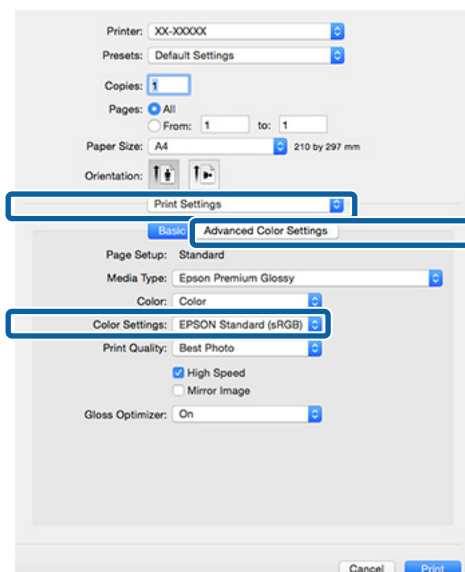 Printer: XX-XXXXX
Presets: Default Settings
Copies: 1
Pages: All
From: 1 to: 1
Paper Size: A4 210 by 297 mm
Orientation:
Print Settings
Basic Advanced Color Settings
Page Setup: Standard
Media Type: Epson Premium Glossy
Color: Color
Color Settings: EPSON Standard (sRGB)
Print Quality: Best Photo
High Speed
Mirror Image
Gloss Optimizer: On
Cancel Print